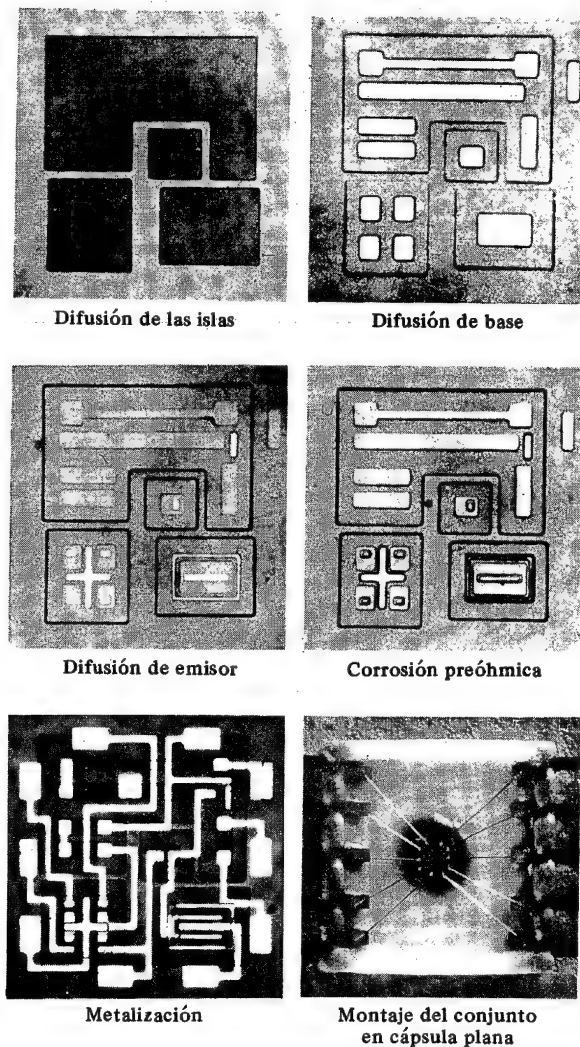 Difusión de las islas
Difusión de base
Difusión de emisor
Corrosión preóhmica
Metalización
Montaje del conjunto
en cápsula plana